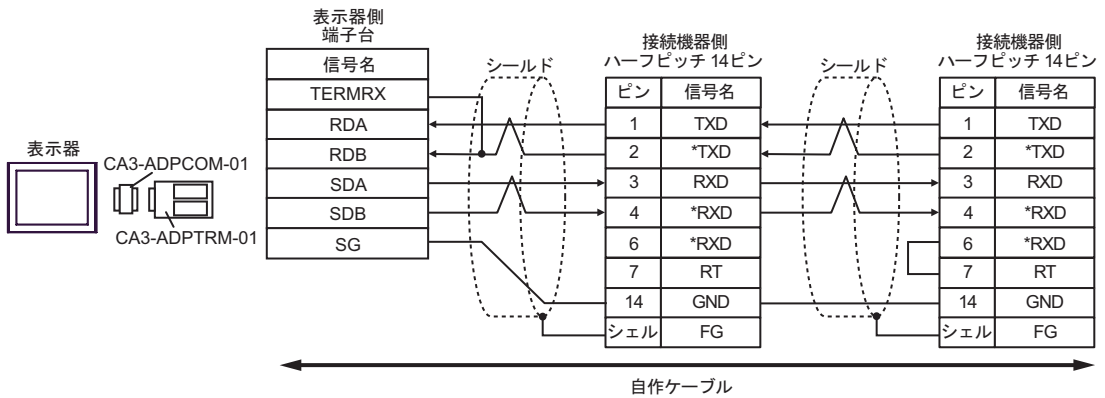 表示器
CA3-ADPCOM-01
CA3-ADPTRM-01
表示器側
端子台
信号名
TERMRX
RDA
RDB
SDA
SDB
SG
シールド
接続機器側
ハーフピッチ 14ピン
ピン 信号名
1 TXD
2 *TXD
3 RXD
4 *RXD
6 *RXD
7 RT
14 GND
シェル FG
シールド
接続機器側
ハーフピッチ 14ピン
ピン 信号名
1 TXD
2 *TXD
3 RXD
4 *RXD
6 *RXD
7 RT
14 GND
シェル FG
自作ケーブル